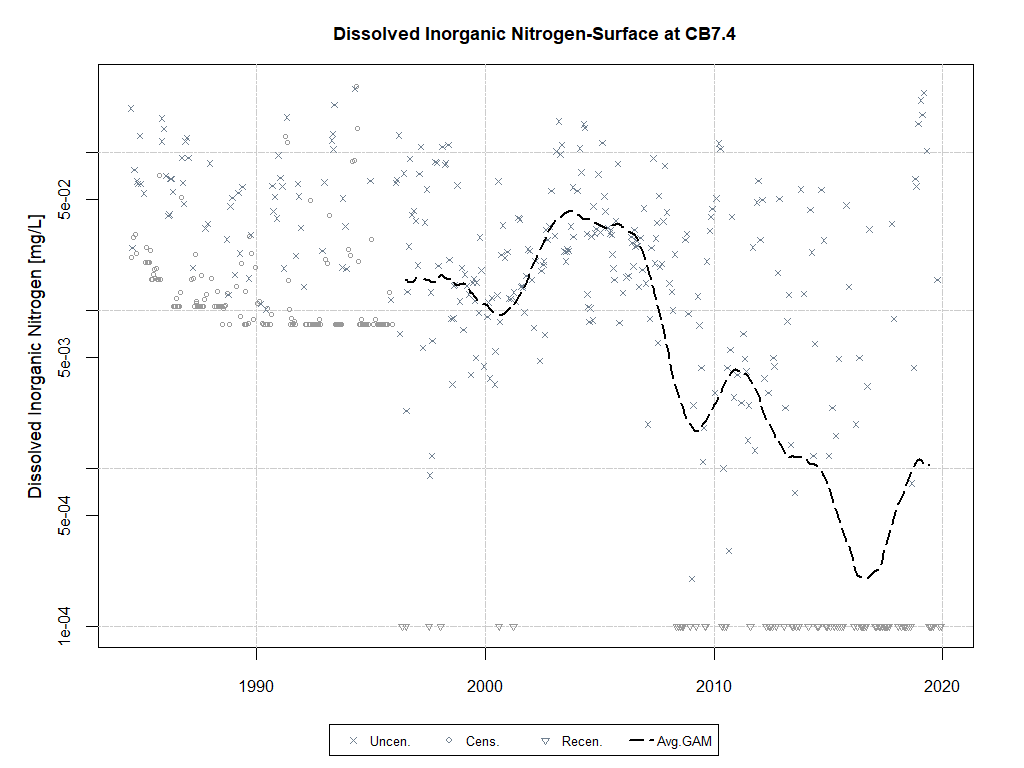 Dissolved Inorganic Nitrogen-Surface at CB7.4
Dissolved Inorganic Nitrogen [mg/L]
5e-02
5e-03
5e-04
1e-04
1990 2000 2010 2020
Uncen. Cens. Recen. Avg.GAM